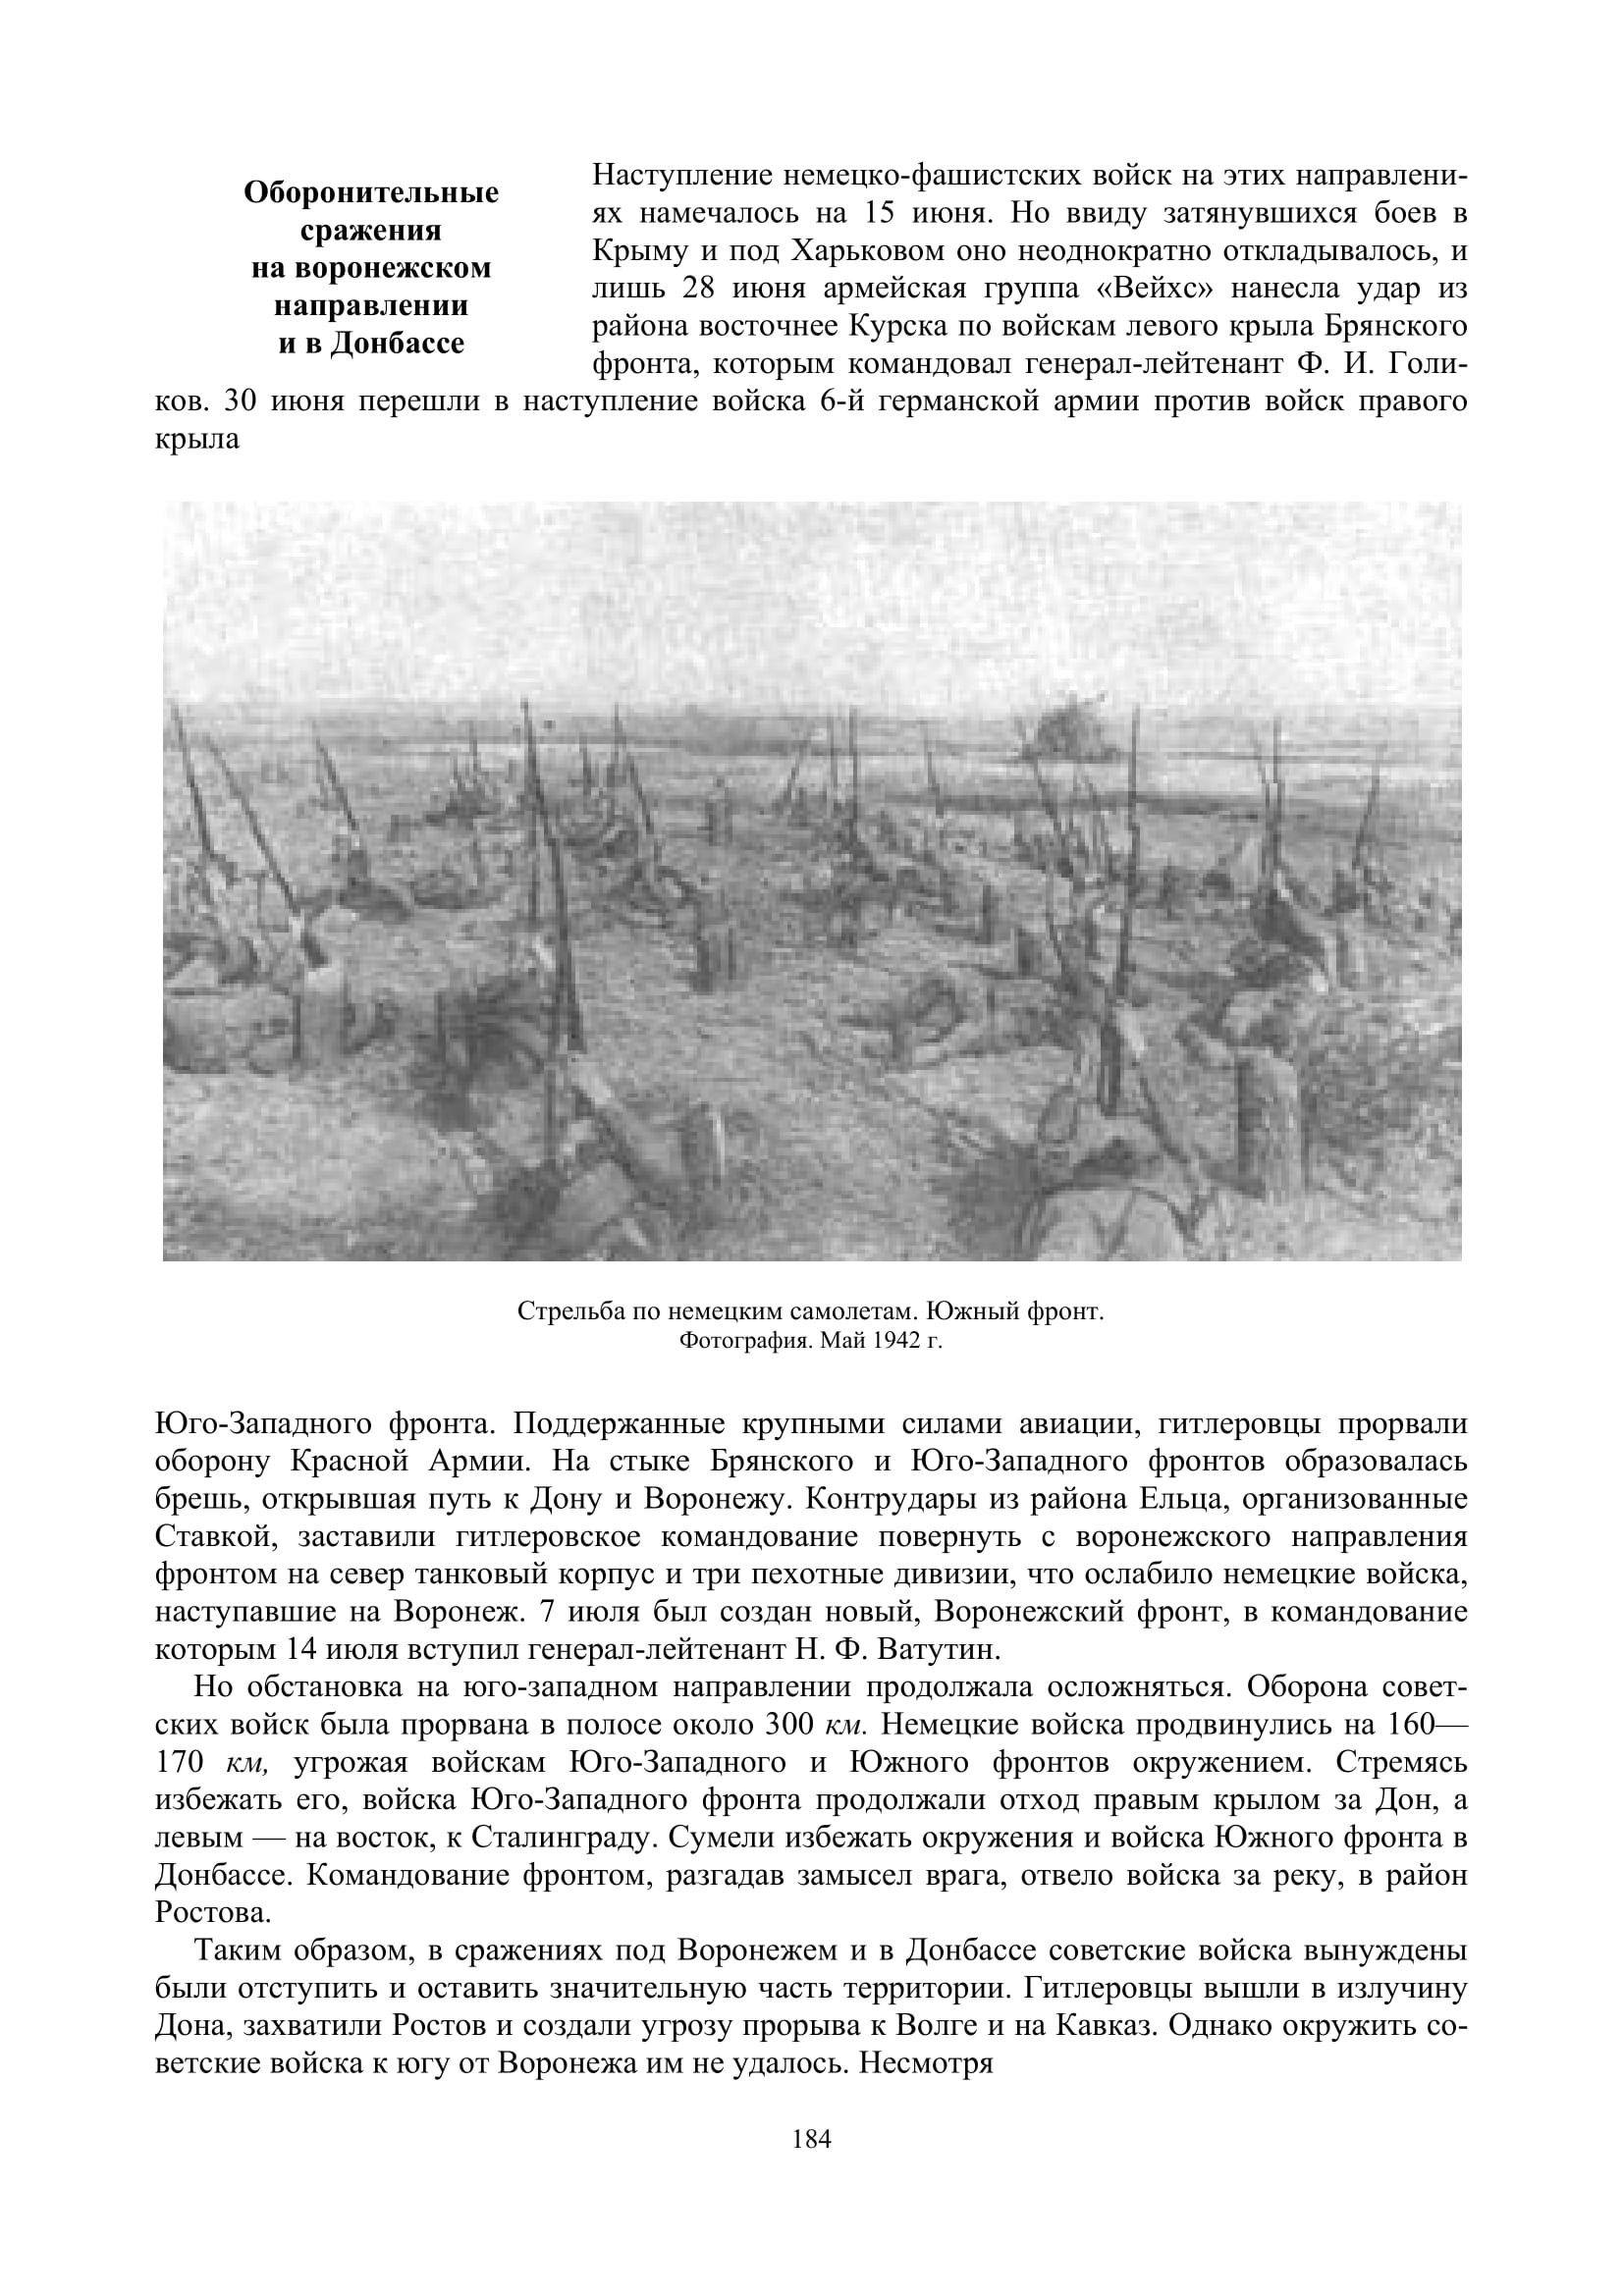 Оборонительные
сражения
на воронежском
направлении
и в Донбассе
Наступление немецко-фашистских войск на этих направлени-
ях намечалось на 15 июня. Но ввиду затянувшихся боев в
Крыму и под Харьковом оно неоднократно откладывалось, и
лишь 28 июня армейская группа «Вейхс» нанесла удар из
района восточнее Курска по войскам левого крыла Брянского
фронта, которым командовал генерал-лейтенант Ф. И. Голи-
ков. 30 июня перешли в наступление войска 6-й германской армии против войск правого
крыла
Стрельба по немецким самолетам. Южный фронт.
Фотография. Май 1942 г.
Юго-Западного фронта. Поддержанные крупными силами авиации, гитлеровцы прорвали
оборону Красной Армии. На стыке Брянского и Юго-Западного фронтов образовалась
брешь, открывшая путь к Дону и Воронежу. Контрудары из района Ельца, организованные
Ставкой, заставили гитлеровское командование повернуть с воронежского направления
фронтом на север танковый корпус и три пехотные дивизии, что ослабило немецкие войска,
наступавшие на Воронеж. 7 июля был создан новый, Воронежский фронт, в командование
которым 14 июля вступил генерал-лейтенант Н. Ф. Ватутин.
Но обстановка на юго-западном направлении продолжала осложняться. Оборона совет-
ских войск была прорвана в полосе около 300 км. Немецкие войска продвинулись на 160—
170 км, угрожая войскам Юго-Западного и Южного фронтов окружением. Стремясь
избежать его, войска Юго-Западного фронта продолжали отход правым крылом за Дон, а
левым — на восток, к Сталинграду. Сумели избежать окружения и войска Южного фронта в
Донбассе. Командование фронтом, разгадав замысел врага, отвело войска за реку, в район
Ростова.
Таким образом, в сражениях под Воронежем и в Донбассе советские войска вынуждены
были отступить и оставить значительную часть территории. Гитлеровцы вышли в излучину
Дона, захватили Ростов и создали угрозу прорыва к Волге и на Кавказ. Однако окружить со-
ветские войска к югу от Воронежа им не удалось. Несмотря
184